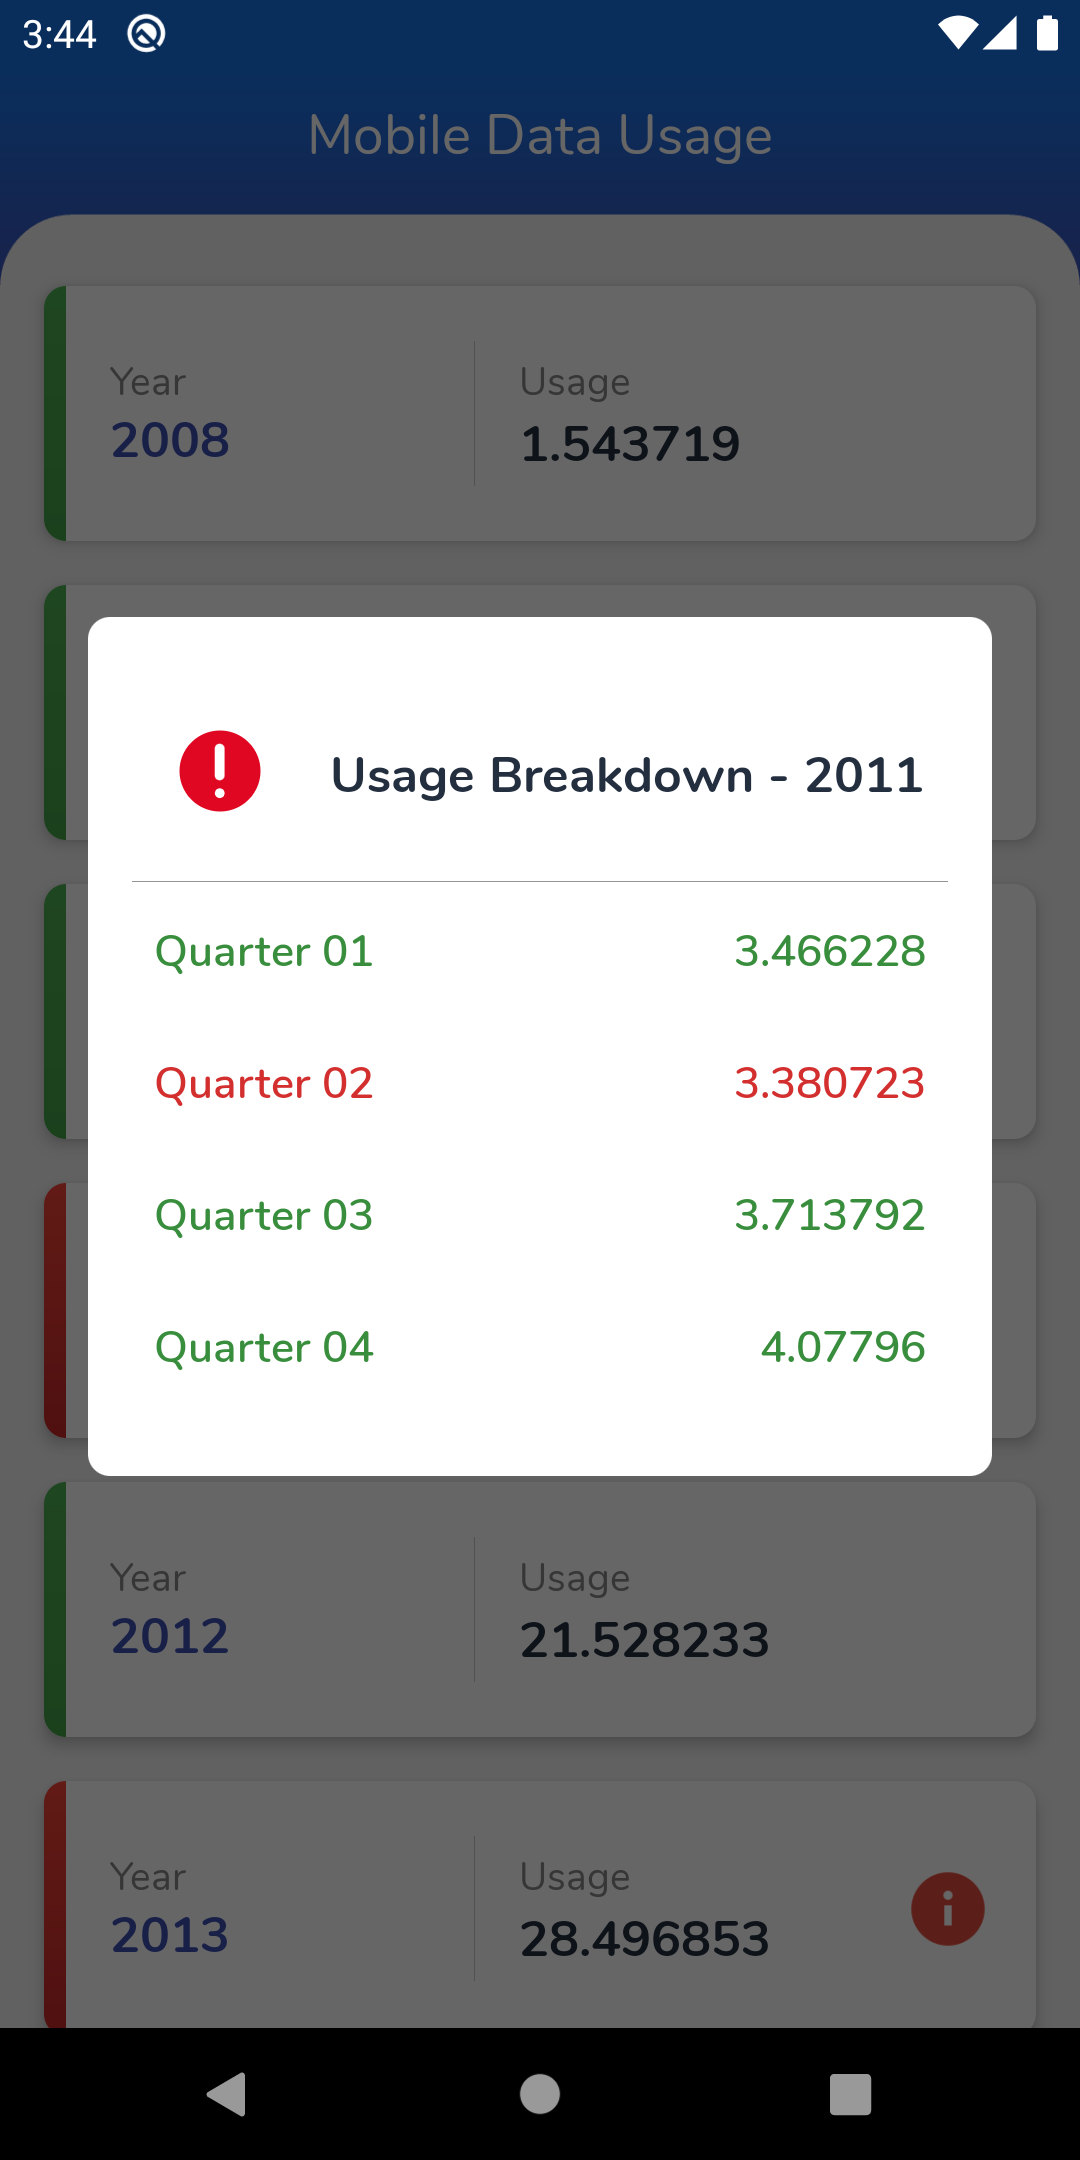 3:44
Mobile Data Usage
Year
Usage
2008
1.543719
Usage Breakdown - 2011
Quarter 01
3.466228
Quarter 02
3.380723
Quarter 03
3.713792
Quarter 04
4.07796
Year
Usage
2012
21.528233
Year
Usage
2013
28.496853